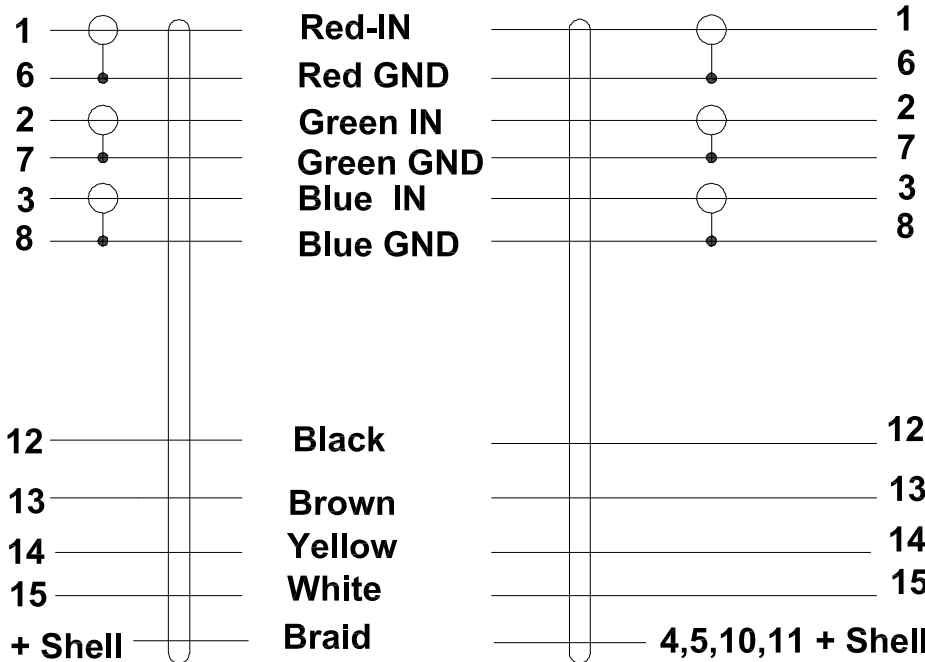 1 Red-IN 1
6 Red GND 6
2 Green IN 2
7 Green GND 7
3 Blue IN 3
8 Blue GND 8
12 Black 12
13 Brown 13
14 Yellow 14
15 White 15
+ Shell Braid 4,5,10,11 + Shell